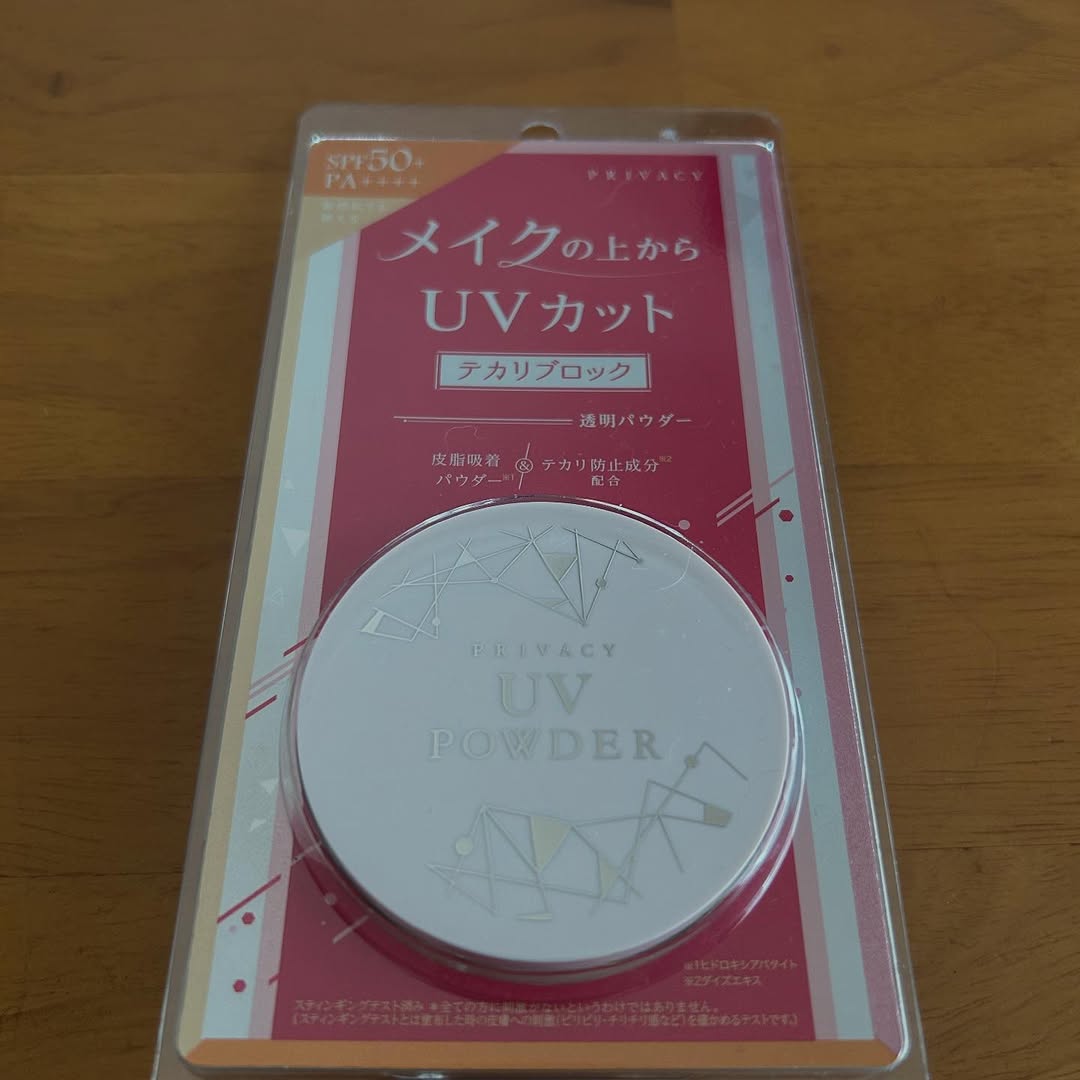 SPF50+
PA++++
PRIVACY
メイクの上から
UVカット
テカリブロック
透明パウダー
皮脂吸着
パウダー※1
&
テカリ防止成分※2
配合
PRIVACY
UV
POWDER
※1ヒドロキシアパタイト
※2ダイズエキス
スティンギングテスト済み ＊全ての方に刺激がないというわけではありません。
(スティンギングテストとは塗布した時の皮膚への刺激(ピリピリ・チリチリ感など)を確かめるテストです。)